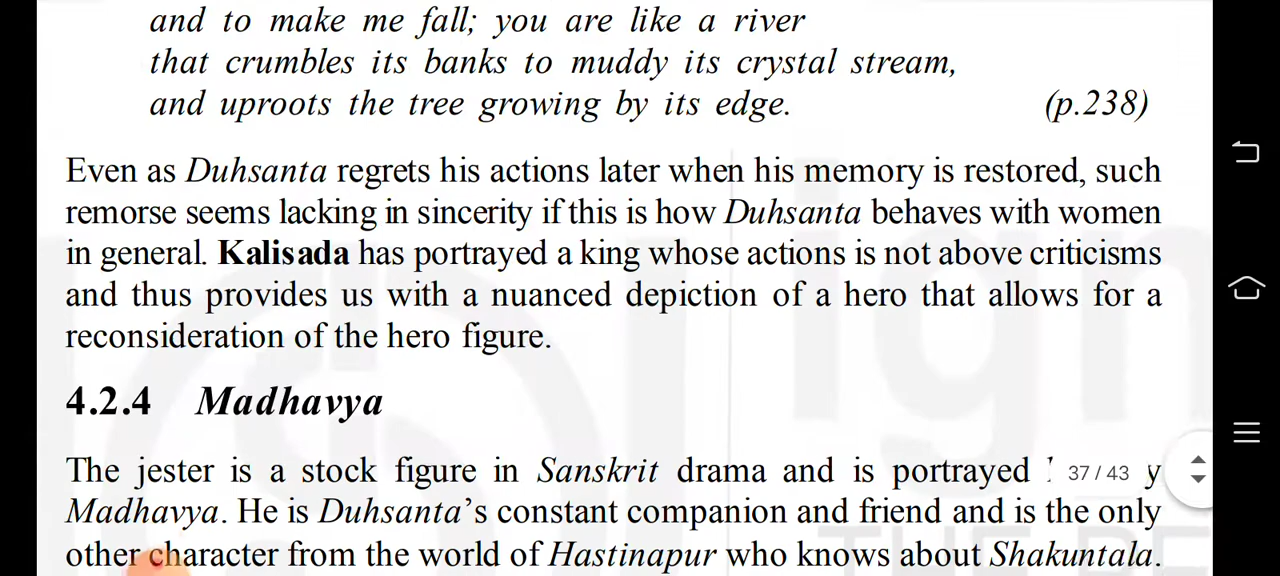 and to make me fall; you are like a river
that crumbles its banks to muddy its crystal stream,
and uproots the tree growing by its edge. (p.238)
Even as Duhsanta regrets his actions later when his memory is restored, such
remorse seems lacking in sincerity if this is how Duhsanta behaves with women
in general. Kalisada has portrayed a king whose actions is not above criticisms
and thus provides us with a nuanced depiction of a hero that allows for a
reconsideration of the hero figure.
4.2.4 Madhavya
The jester is a stock figure in Sanskrit drama and is portrayed y
37 / 43
Madhavya. He is Duhsanta's constant companion and friend and is the only
other character from the world of Hastinapur who knows about Shakuntala.